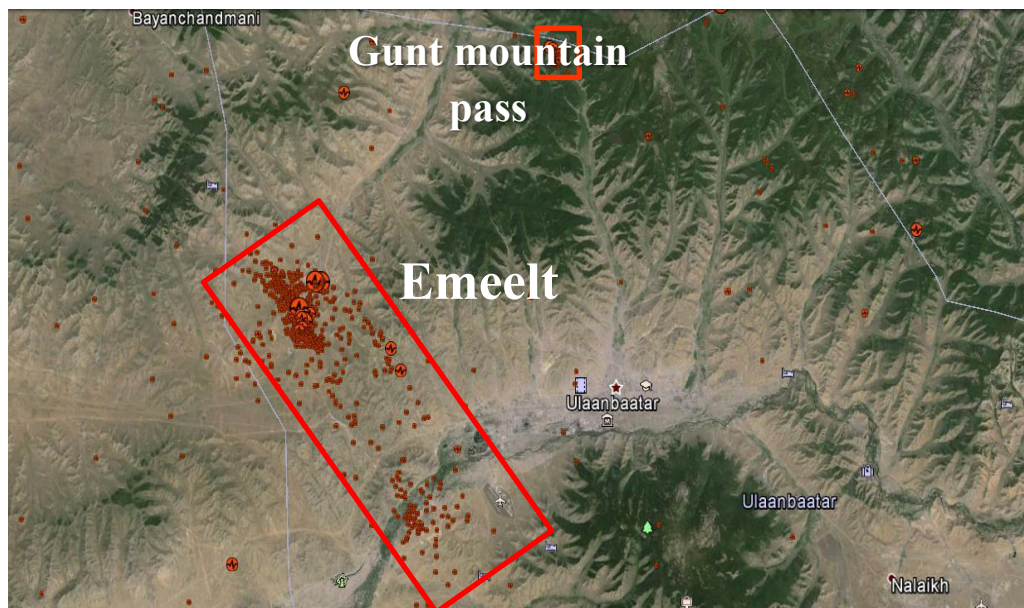 Bayanchandmani
Gunt mountain
pass
Emeelt
Ulaanbaatar
Ulaanbaatar
Nalaikh